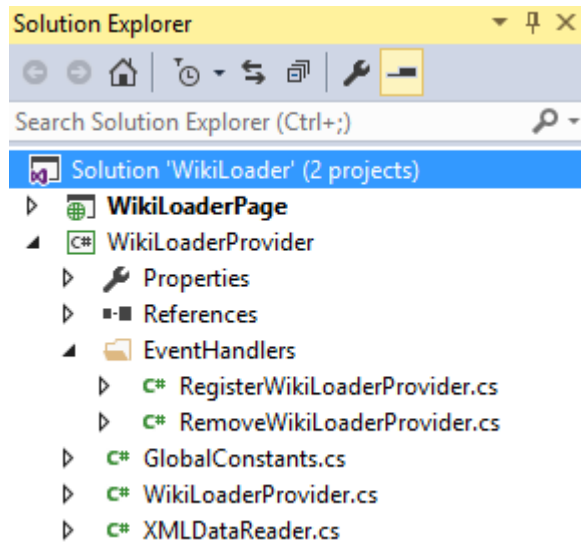 Solution Explorer
Search Solution Explorer (Ctrl+;)
Solution 'WikiLoader' (2 projects)
WikiLoaderPage
C# WikiLoaderProvider
Properties
References
EventHandlers
C# RegisterWikiLoaderProvider.cs
C# RemoveWikiLoaderProvider.cs
C# GlobalConstants.cs
C# WikiLoaderProvider.cs
C# XMLDataReader.cs